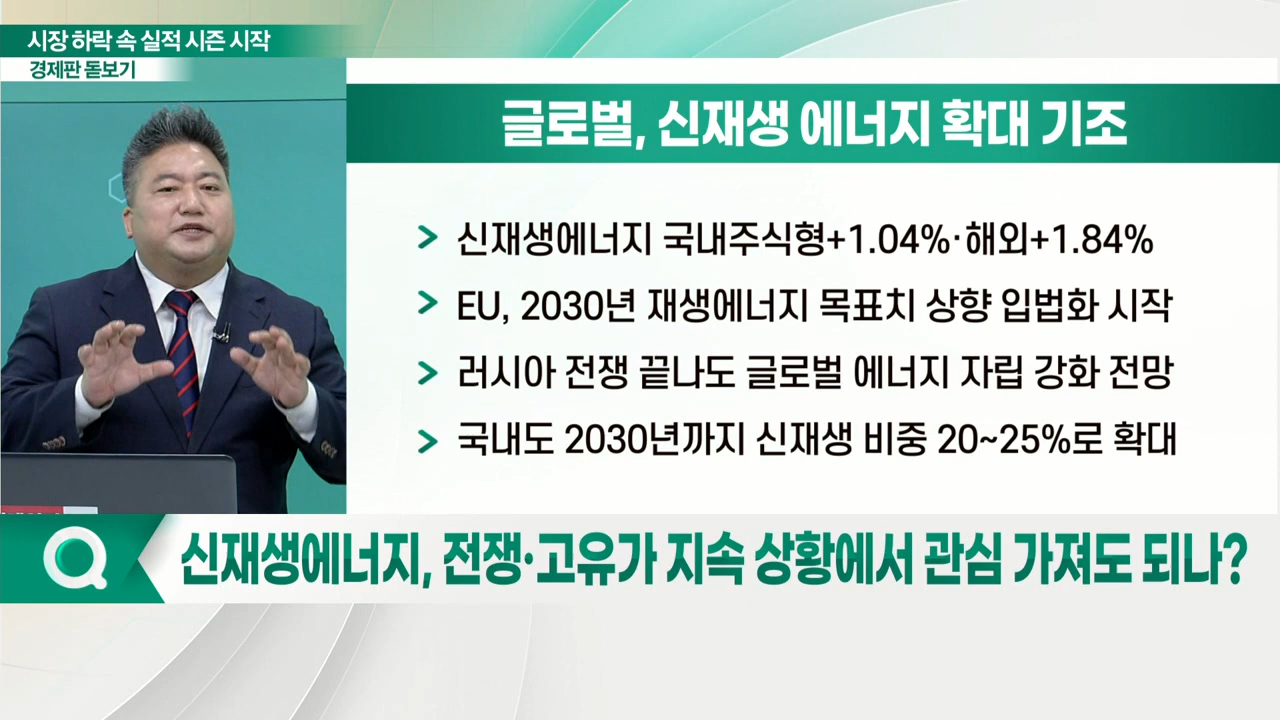 시장 하락 속 실적 시즌 시작
경제판 돋보기
글로벌, 신재생 에너지 확대 기조
> 신재생에너지 국내주식형+1.04%·해외+1.84%
> EU, 2030년 재생에너지 목표치 상향 입법화 시작
> 러시아 전쟁 끝나도 글로벌 에너지 자립 강화 전망
> 국내도 2030년까지 신재생 비중 20~25%로 확대
Q 신재생에너지, 전쟁·고유가 지속 상황에서 관심 가져도 되나?